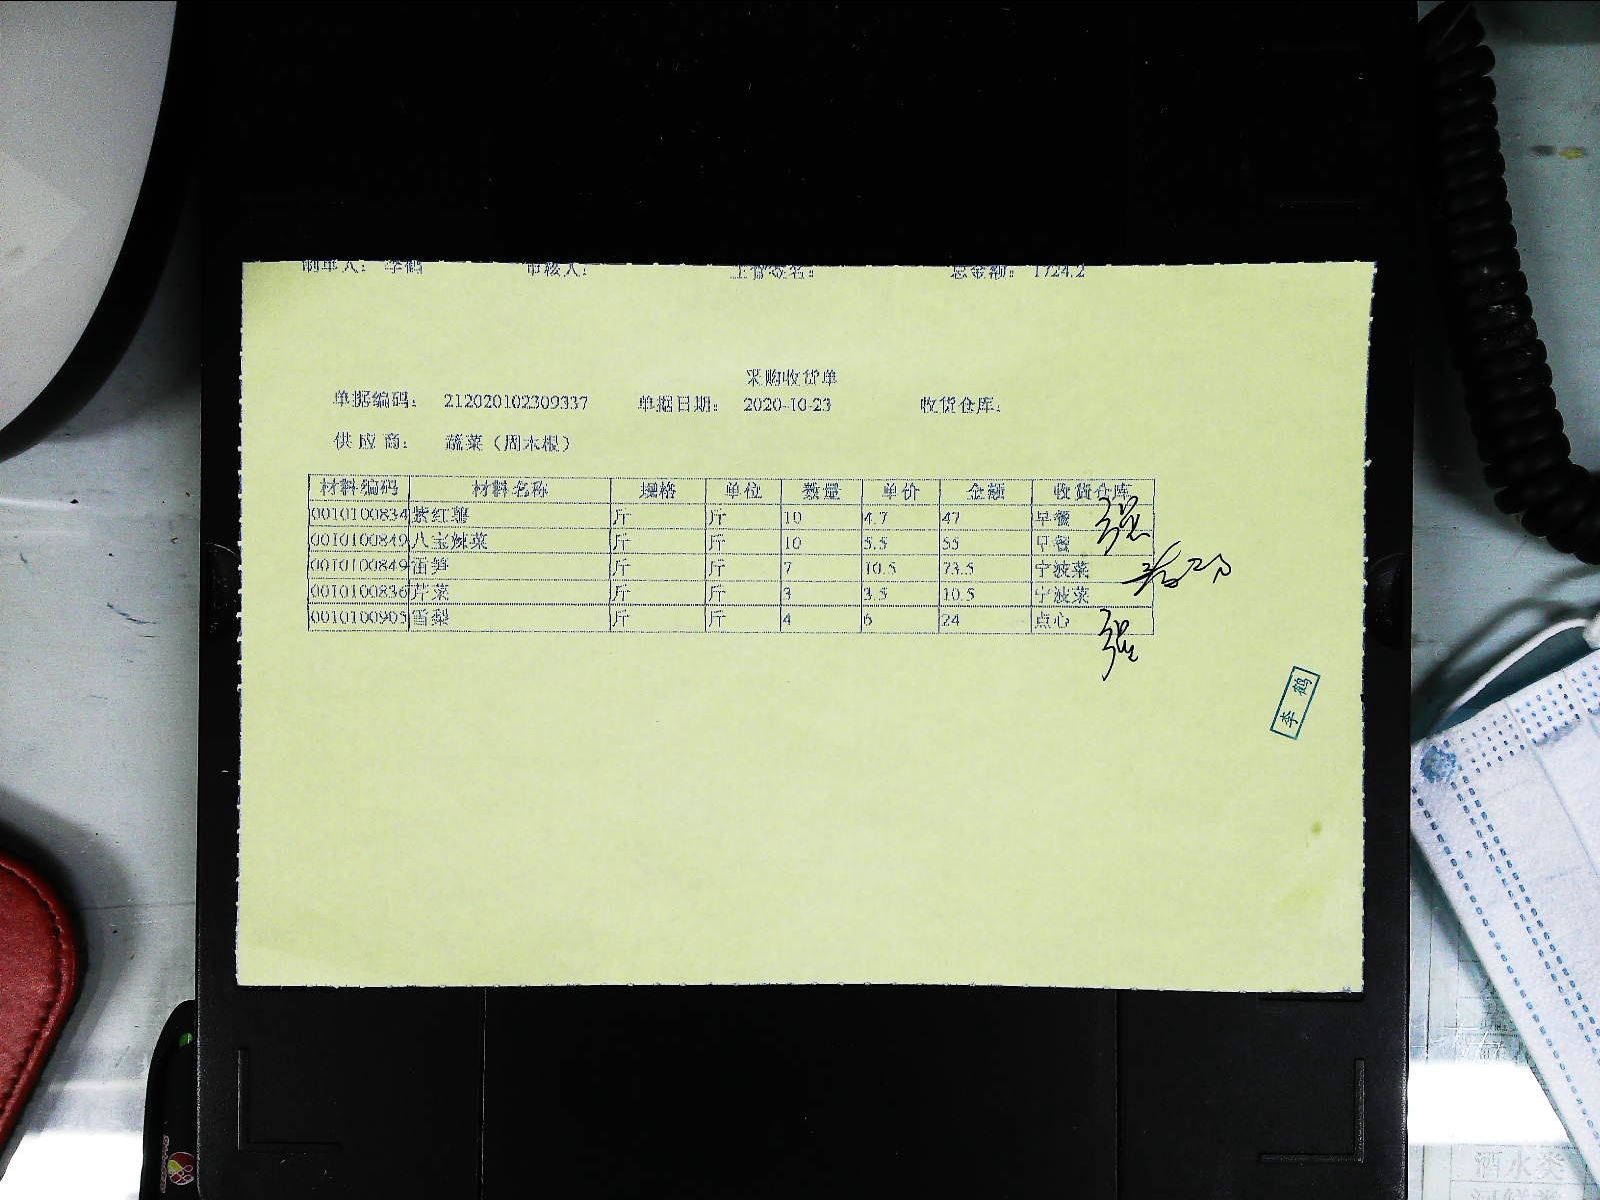 制单人： 李鹤 审核人： 主管签名： 总金额： 1724.2
采购收货单
单据编码： 212020102309337 单据日期： 2020-10-23 收货仓库：
供应商： 蔬菜（周木根）
材料编码 材料名称 规格 单位 数量 单价 金额 收货仓库
0010100834 紫红 斤 斤 10 4.7 47 早餐
0010100849 八宝辣菜 斤 斤 10 5.5 55 早餐
0010100849 笋 斤 斤 7 10.5 73.5 宁波菜
0010100836 芹菜 斤 斤 3 3.5 10.5 宁波菜
0010100905 雪梨 斤 斤 4 6 24 点心
李鹤
酒水类